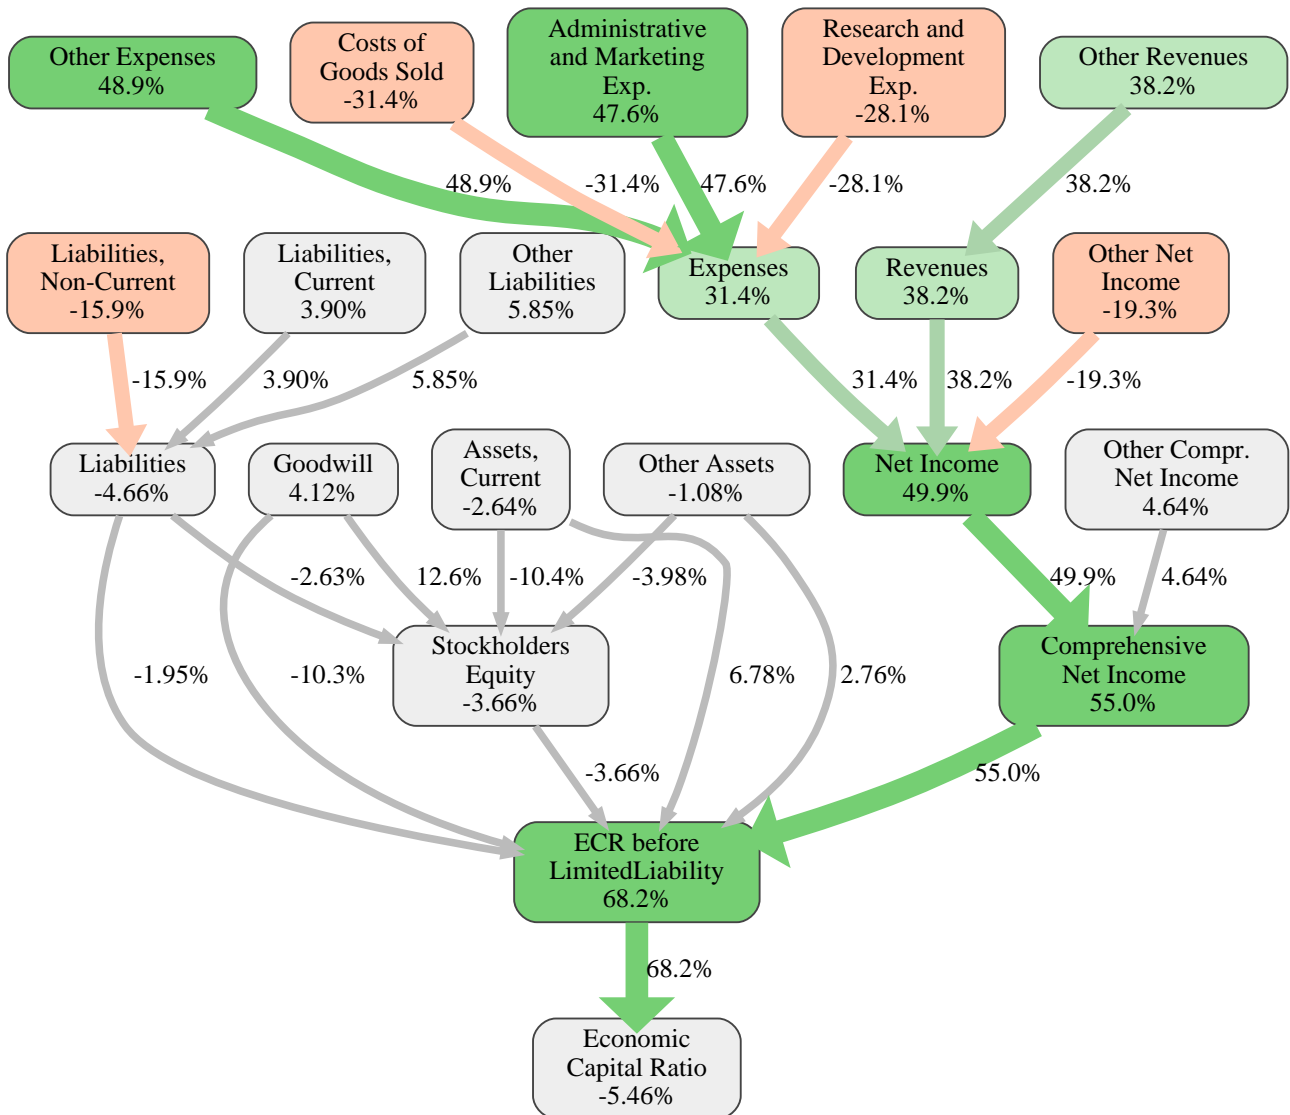 Other Expenses
48.9%
Costs of
Goods Sold
-31.4%
Administrative
and Marketing
Exp.
47.6%
Research and
Development
Exp.
-28.1%
Other Revenues
38.2%
48.9%
-31.4%
47.6%
-28.1%
38.2%
Liabilities,
Non-Current
-15.9%
Liabilities,
Current
3.90%
Other
Liabilities
5.85%
Expenses
31.4%
Revenues
38.2%
Other Net
Income
-19.3%
-15.9%
3.90%
5.85%
31.4%
38.2%
-19.3%
Liabilities
-4.66%
Goodwill
4.12%
Assets,
Current
-2.64%
Other Assets
-1.08%
Net Income
49.9%
Other Compr.
Net Income
4.64%
-2.63%
12.6%
-10.4%
-3.98%
49.9%
4.64%
Stockholders
Equity
-3.66%
Comprehensive
Net Income
55.0%
-1.95%
-10.3%
6.78%
2.76%
-3.66%
55.0%
ECR before
LimitedLiability
68.2%
68.2%
Economic
Capital Ratio
-5.46%